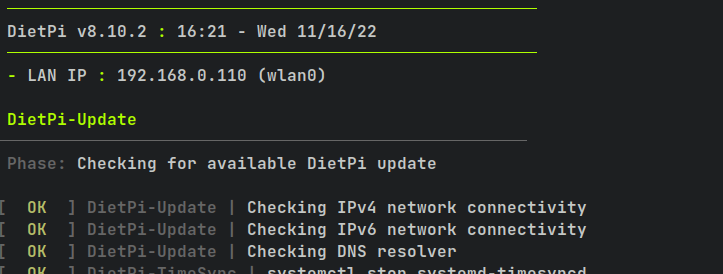 DietPi v8.10.2 : 16:21 - Wed 11/16/22
- LAN IP : 192.168.0.110 (wlan0)
DietPi-Update
Phase: Checking for available DietPi update
[ OK ] DietPi-Update | Checking IPv4 network connectivity
[ OK ] DietPi-Update | Checking IPv6 network connectivity
[ OK ] DietPi-Update | Checking DNS resolver
[ OK ] DietPi-TimeSync | systemctl stop systemd-timesyncd